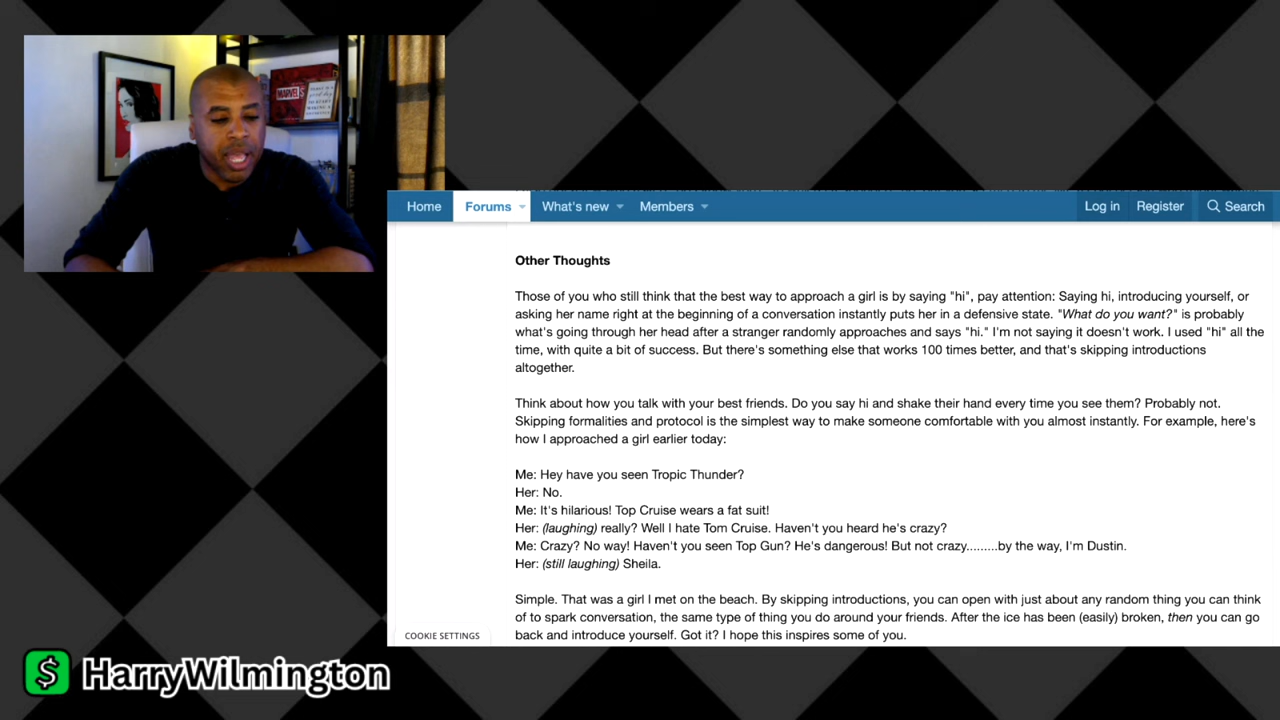 MARVEL
Home
Forums
What's new
Members
Log in
Register
Search
Other Thoughts
Those of you who still think that the best way to approach a girl is by saying "hi", pay attention: Saying hi, introducing yourself, or
asking her name right at the beginning of a conversation instantly puts her in a defensive state. "What do you want?" is probably
what's going through her head after a stranger randomly approaches and says "hi." I'm not saying it doesn't work. I used "hi" all the
time, with quite a bit of success. But there's something else that works 100 times better, and that's skipping introductions
altogether.
Think about how you talk with your best friends. Do you say hi and shake their hand every time you see them? Probably not.
Skipping formalities and protocol is the simplest way to make someone comfortable with you almost instantly. For example, here's
how I approached a girl earlier today:
Me: Hey have you seen Tropic Thunder?
Her: No.
Me: It's hilarious! Top Cruise wears a fat suit!
Her: (laughing) really? Well I hate Tom Cruise. Haven't you heard he's crazy?
Me: Crazy? No way! Haven't you seen Top Gun? He's dangerous! But not crazy.........by the way, I'm Dustin.
Her: (still laughing) Sheila.
Simple. That was a girl I met on the beach. By skipping introductions, you can open with just about any random thing you can think
of to spark conversation, the same type of thing you do around your friends. After the ice has been (easily) broken, then you can go
back and introduce yourself. Got it? I hope this inspires some of you.
COOKIE SETTINGS
$ HarryWilmington